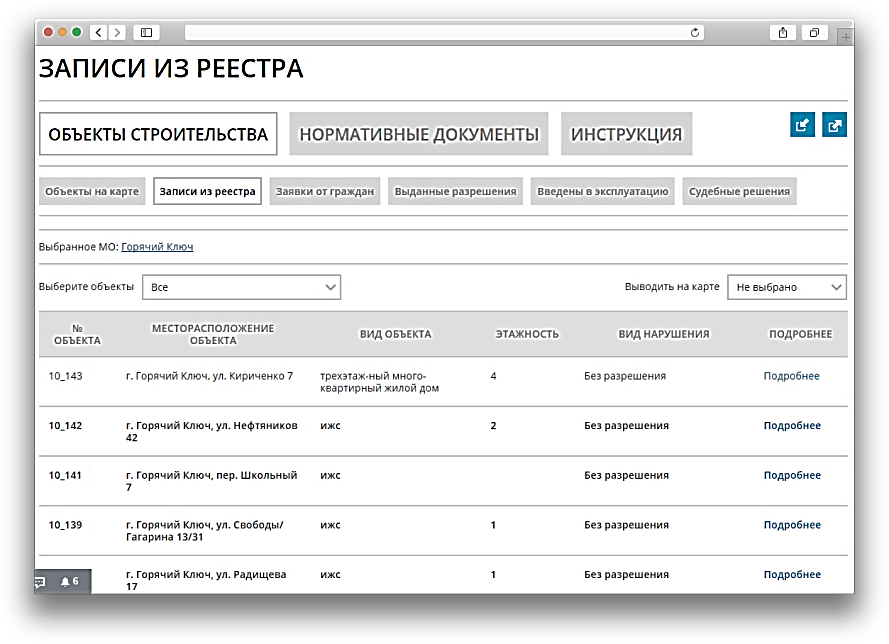 ЗАПИСИ ИЗ РЕЕСТРА
ОБЪЕКТЫ СТРОИТЕЛЬСТВА НОРМАТИВНЫЕ ДОКУМЕНТЫ ИНСТРУКЦИЯ
Объекты на карте Записи из реестра Заявки от граждан Выданные разрешения Введены в эксплуатацию Судебные решения
Выбранное МО: Горячий Ключ
Выберите объекты Все Выводить на карте Не выбрано
№ ОБЪЕКТА МЕСТОРАСПОЛОЖЕНИЕ ОБЪЕКТА ВИД ОБЪЕКТА ЭТАЖНОСТЬ ВИД НАРУШЕНИЯ ПОДРОБНЕЕ
10_143 г. Горячий Ключ, ул. Кириченко 7 трехэтаж-ный много- 4 Без разрешения Подробнее
квартирный жилой дом
10_142 г. Горячий Ключ, ул. Нефтяников ижс 2 Без разрешения Подробнее
42
10_141 г. Горячий Ключ, пер. Школьный ижс Без разрешения Подробнее
7
10_139 г. Горячий Ключ, ул. Свободы/ ижс 1 Без разрешения Подробнее
Гагарина 13/31
г. Горячий Ключ, ул. Радищева ижс 1 Без разрешения Подробнее
17
6